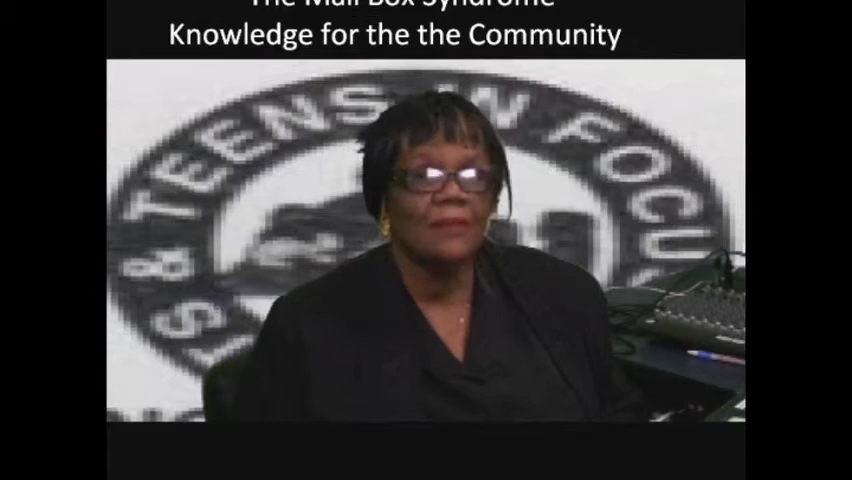 The Mail Box Syndrome
Knowledge for the the Community
& TEENS IN FOCUS